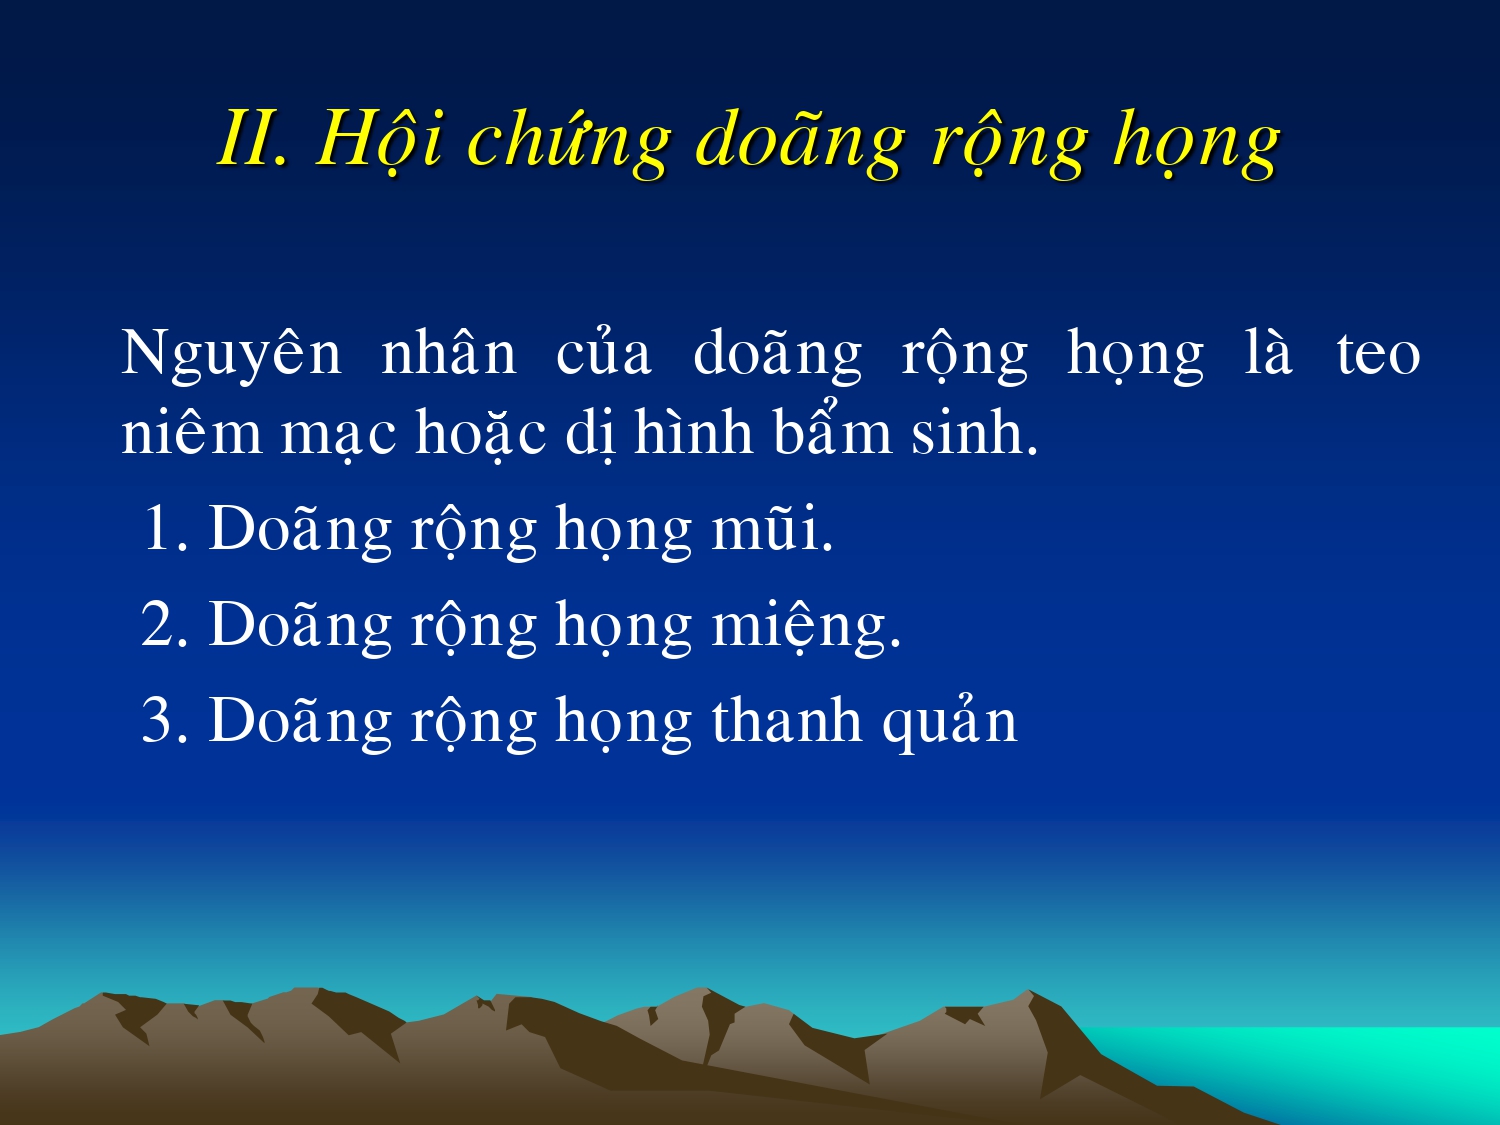 II. Hội chứng doãng rộng họng
Nguyên nhân của doãng rộng họng là teo
niêm mạc hoặc dị hình bẩm sinh.
1. Doãng rộng họng mũi.
2. Doãng rộng họng miệng.
3. Doãng rộng họng thanh quản